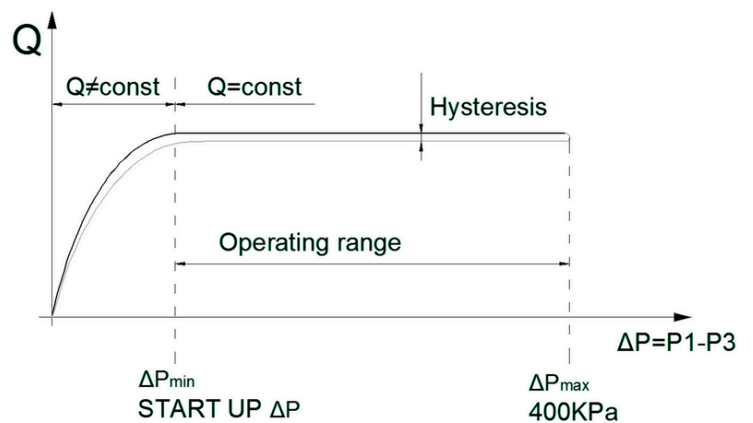 Q
Q≠const
Q=const
Hysteresis
Operating range
ΔP=P1-P3
ΔPmin
START UP ΔP
ΔPmax
400KPa